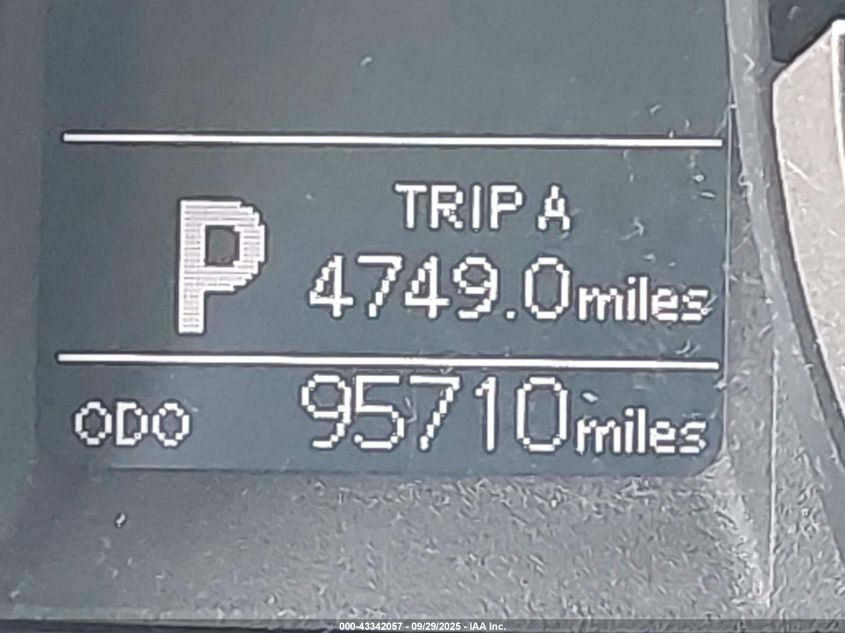 TRIP A
P 4749.0miles
ODO 95710miles
000-43342057 - 09/29/2025 - IAA Inc.